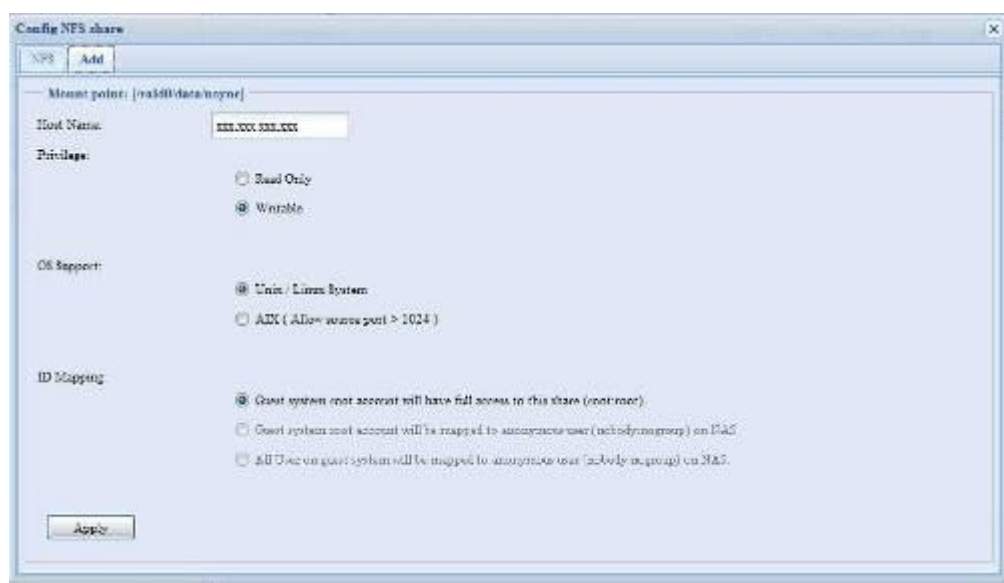 Config NFS share
NFS Add
Mount point: [/raid0/data/nsync]
Host Name:
xxx.xxx.xxx.xxx
Privilege:
Read Only
Writable
OS Support:
Unix / Linux System
AIX ( Allow source port > 1024 )
ID Mapping:
Guest system root account will have full access to this share (root:root).
Guest system root account will be mapped to anonymous user (nobody:nogroup) on NAS.
All User on guest system will be mapped to anonymous user (nobody:nogroup) on NAS.
Apply